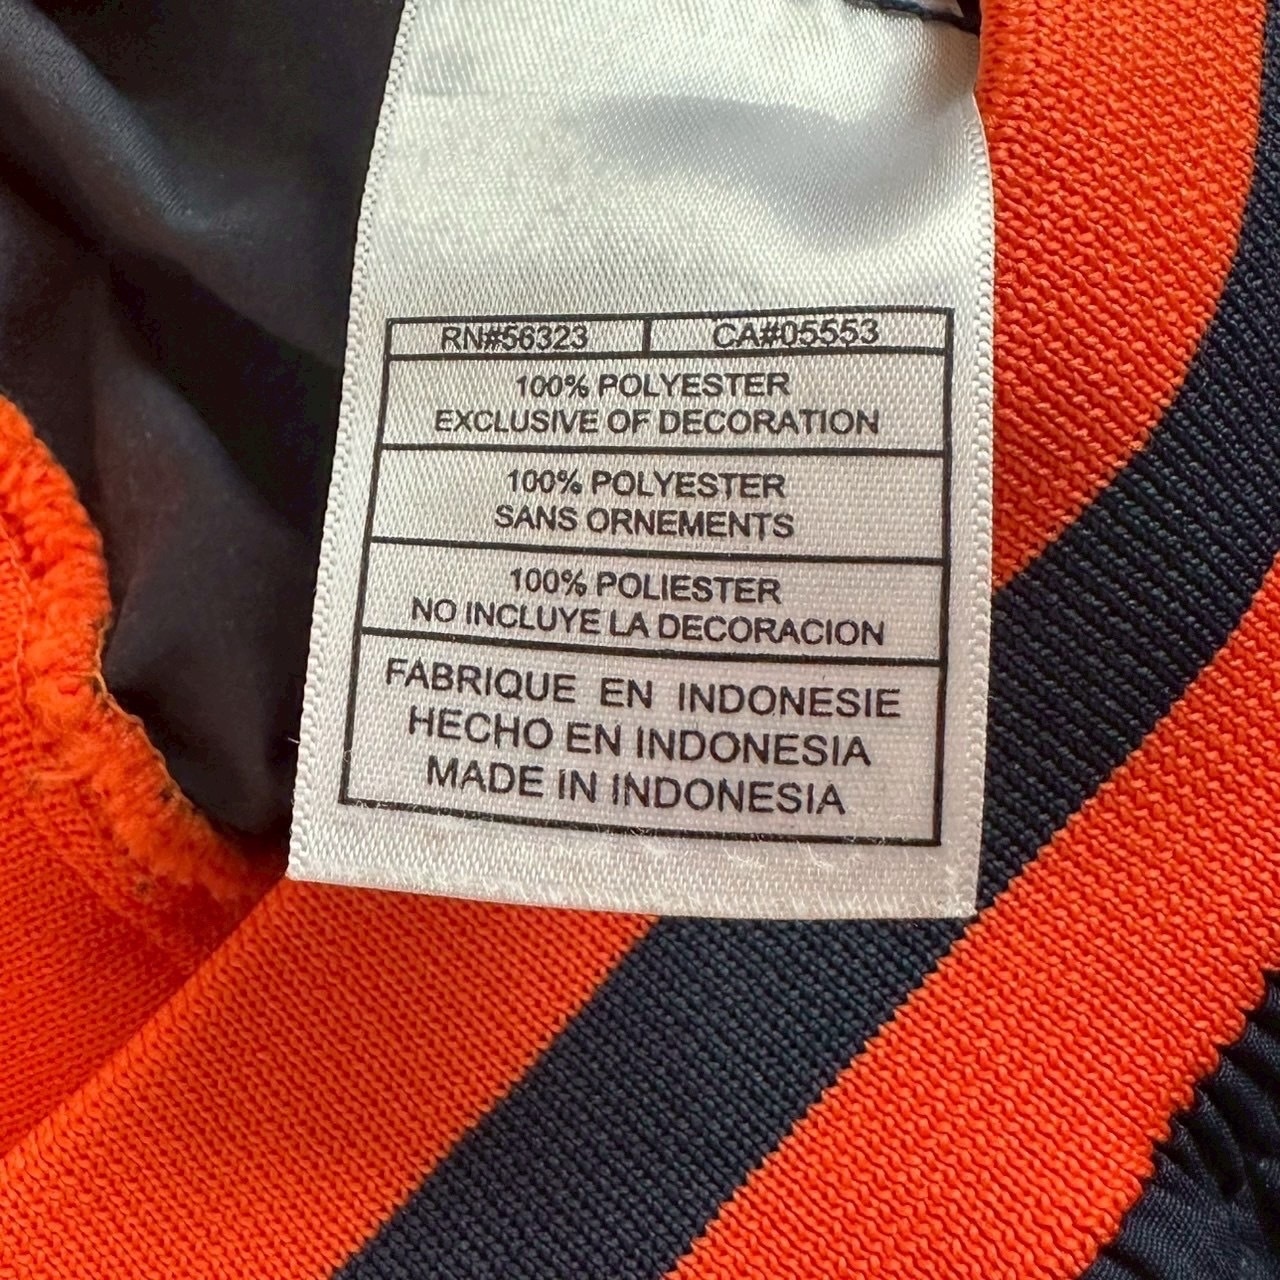 RN#56323 CA#05553
100% POLYESTER
EXCLUSIVE OF DECORATION
100% POLYESTER
SANS ORNEMENTS
100% POLIESTER
NO INCLUYE LA DECORACION
FABRIQUE EN INDONESIE
HECHO EN INDONESIA
MADE IN INDONESIA